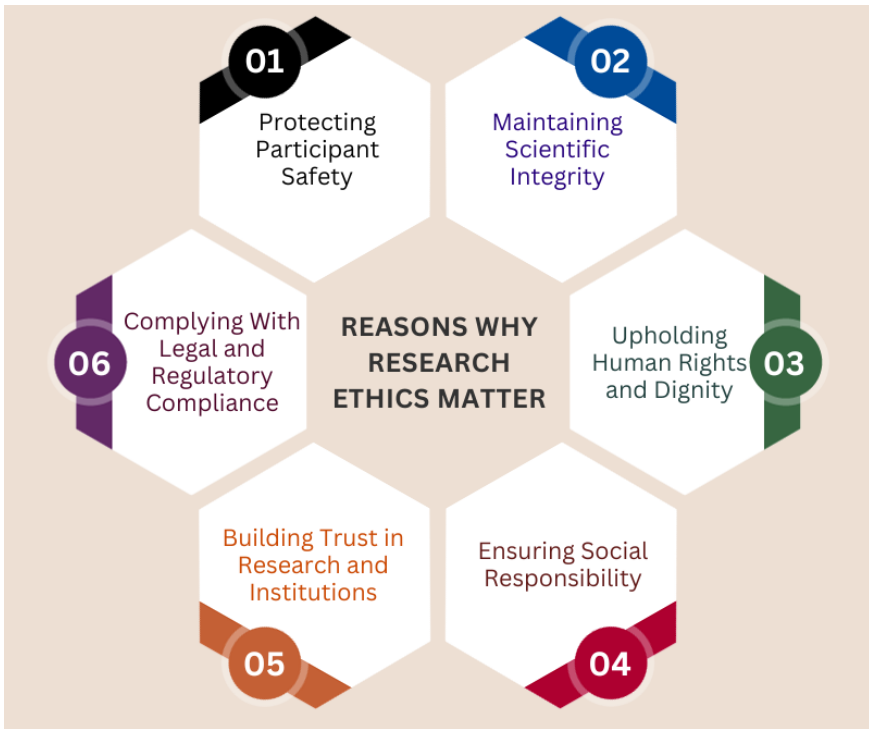 REASONS WHY
RESEARCH
ETHICS MATTER
01
Protecting
Participant
Safety
02
Maintaining
Scientific
Integrity
03
Upholding
Human Rights
and Dignity
04
Ensuring Social
Responsibility
05
Building Trust in
Research and
Institutions
06
Complying With
Legal and
Regulatory
Compliance